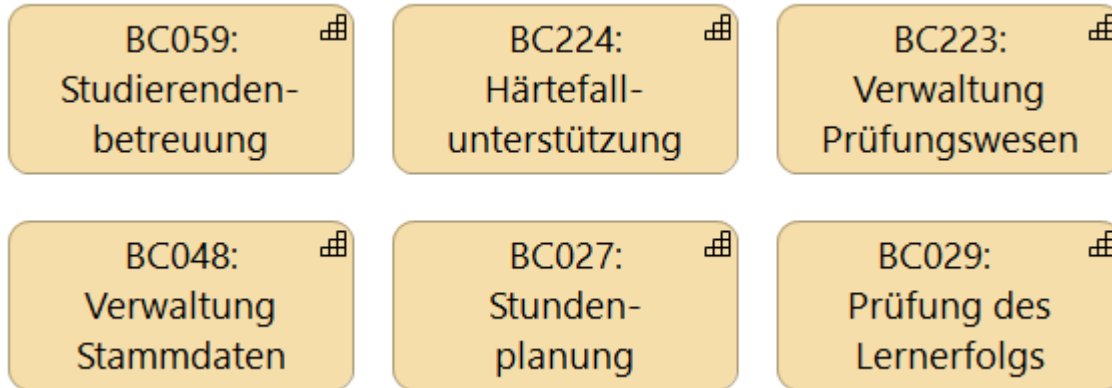 BC059:
Studierenden-
betreuung
BC224:
Härtefall-
unterstützung
BC223:
Verwaltung
Prüfungswesen
BC048:
Verwaltung
Stammdaten
BC027:
Stunden-
planung
BC029:
Prüfung des
Lernerfolgs